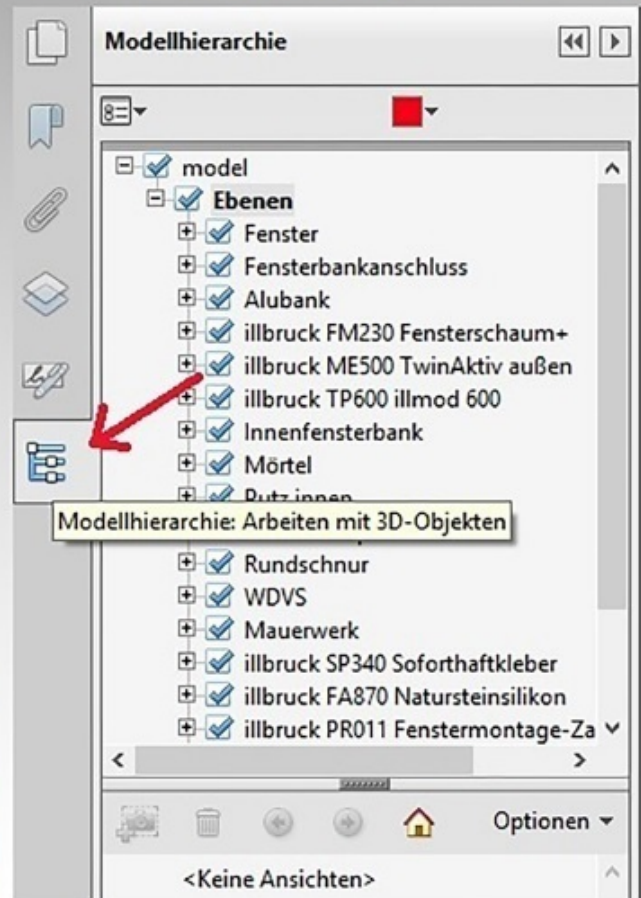 Modellhierarchie
model
Ebenen
Fenster
Fensterbankanschluss
Alubank
illbruck FM230 Fensterschaum+
illbruck ME500 TwinAktiv außen
illbruck TP600 illmod 600
Innenfensterbank
Mörtel
Putz innen
Modellhierarchie: Arbeiten mit 3D-Objekten
Rundschnur
WDVS
Mauerwerk
illbruck SP340 Soforthaftkleber
illbruck FA870 Natursteinsilikon
illbruck PR011 Fenstermontage-Za
Optionen
<Keine Ansichten>